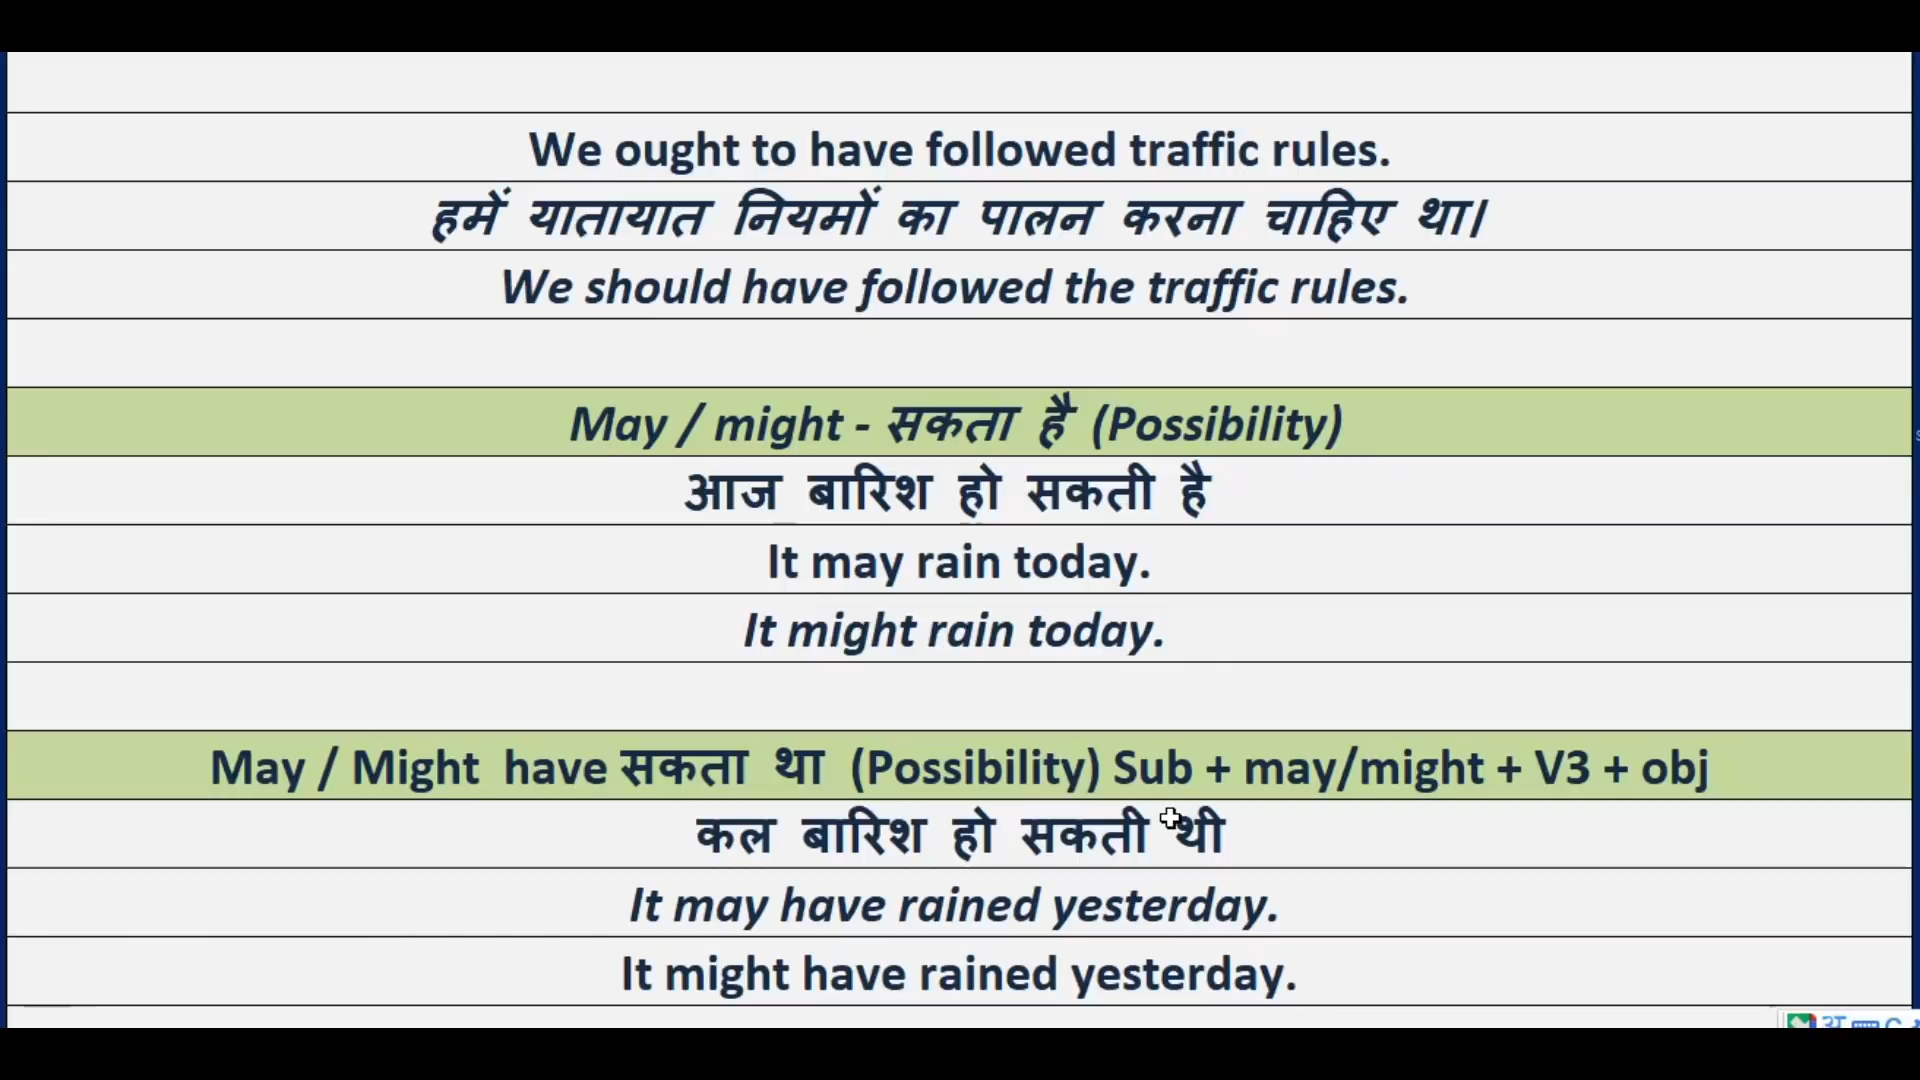 We ought to have followed traffic rules.
हमें यातायात नियमों का पालन करना चाहिए था।
We should have followed the traffic rules.
May / might - सकता है (Possibility)
आज बारिश हो सकती है
It may rain today.
It might rain today.
May / Might have सकता था (Possibility) Sub + may/might + V3 + obj
कल बारिश हो सकती थी
It may have rained yesterday.
It might have rained yesterday.